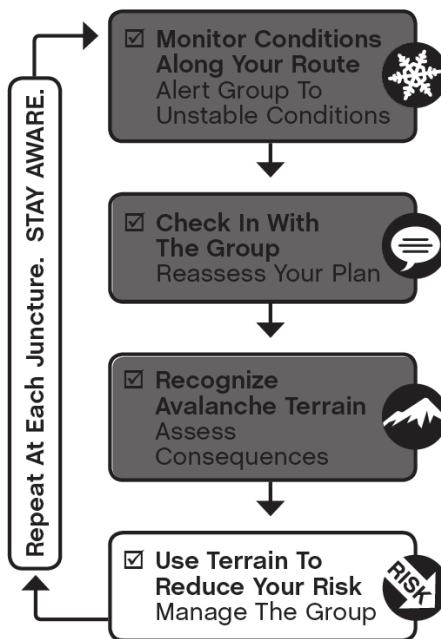 ☑ Monitor Conditions
Along Your Route
Alert Group To
Unstable Conditions
☑ Check In With
The Group
Reassess Your Plan
☑ Recognize
Avalanche Terrain
Assess
Consequences
☑ Use Terrain To
Reduce Your Risk
Manage The Group
RISK
Repeat At Each Juncture. STAY AWARE.